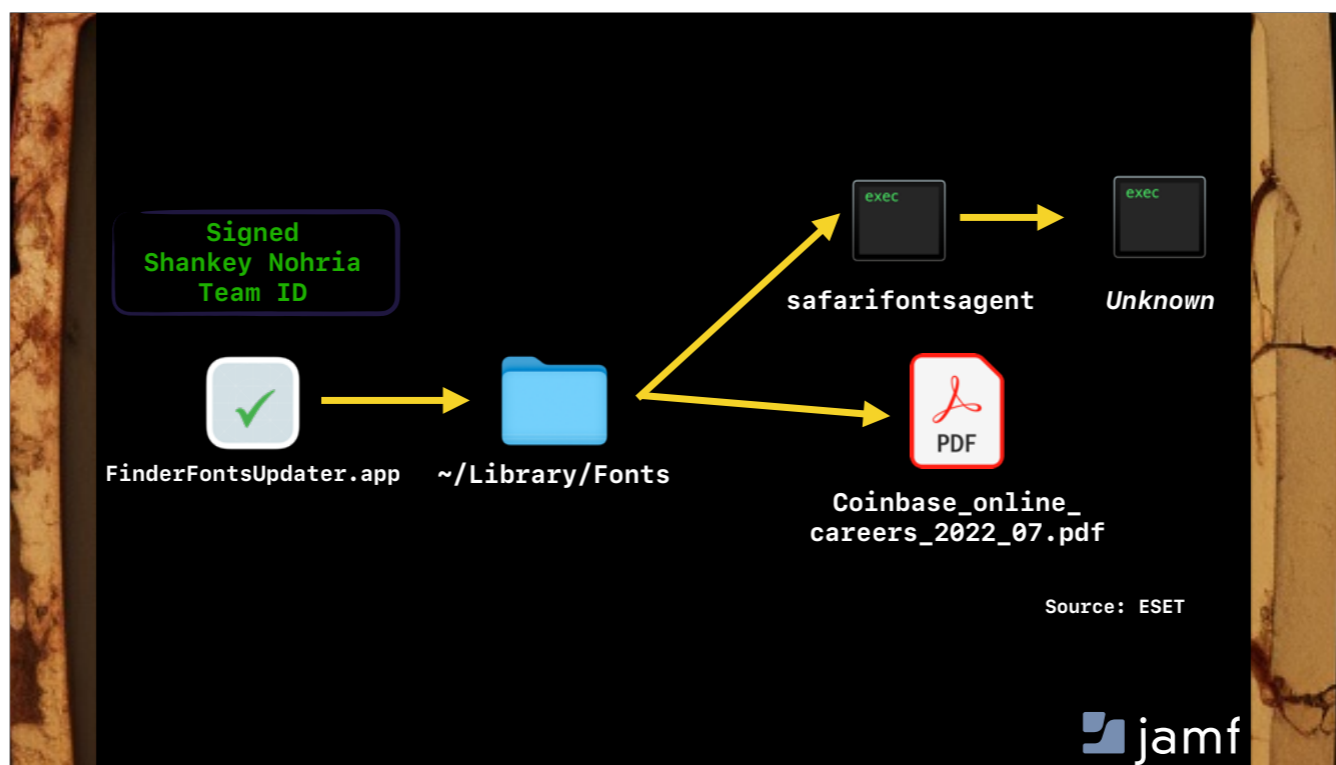 Signed
Shankey Nohria
Team ID
exec
exec
safarifontsagent
Unknown
FinderFontsUpdater.app
~/Library/Fonts
PDF
Coinbase_online_
careers_2022_07.pdf
Source: ESET
jamf